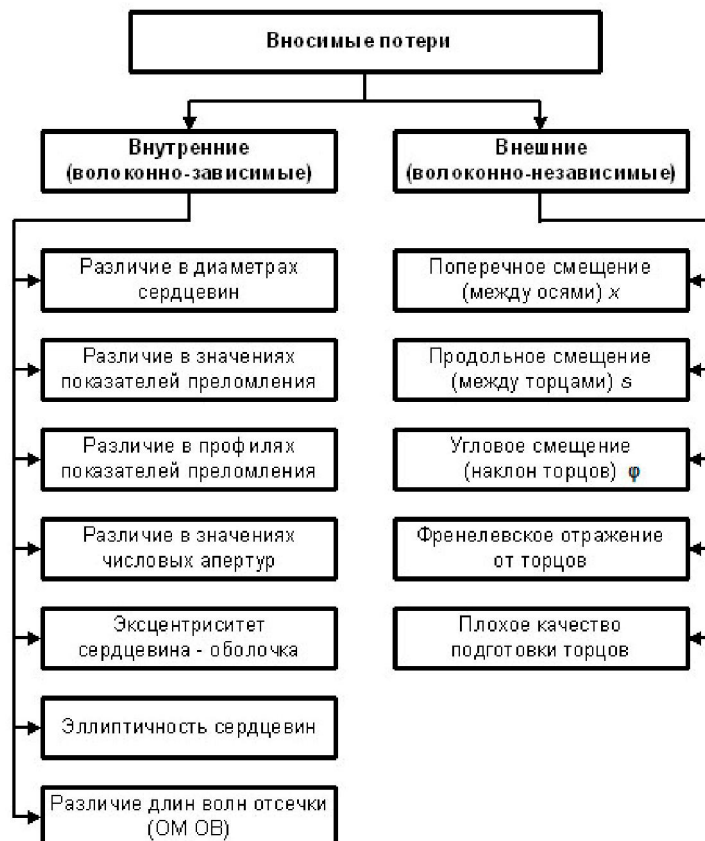 Вносимые потери
Внутренние
(волоконно-зависимые)
Различие в диаметрах
сердцевин
Различие в значениях
показателей преломления
Различие в профилях
показателей преломления
Различие в значениях
числовых апертур
Эксцентриситет
сердцевина - оболочка
Эллиптичность сердцевин
Различие длин волн отсечки
(ОМ ОВ)
Внешние
(волоконно-независимые)
Поперечное смещение
(между осями) x
Продольное смещение
(между торцами) s
Угловое смещение
(наклон торцов) φ
Френелевское отражение
от торцов
Плохое качество
подготовки торцов